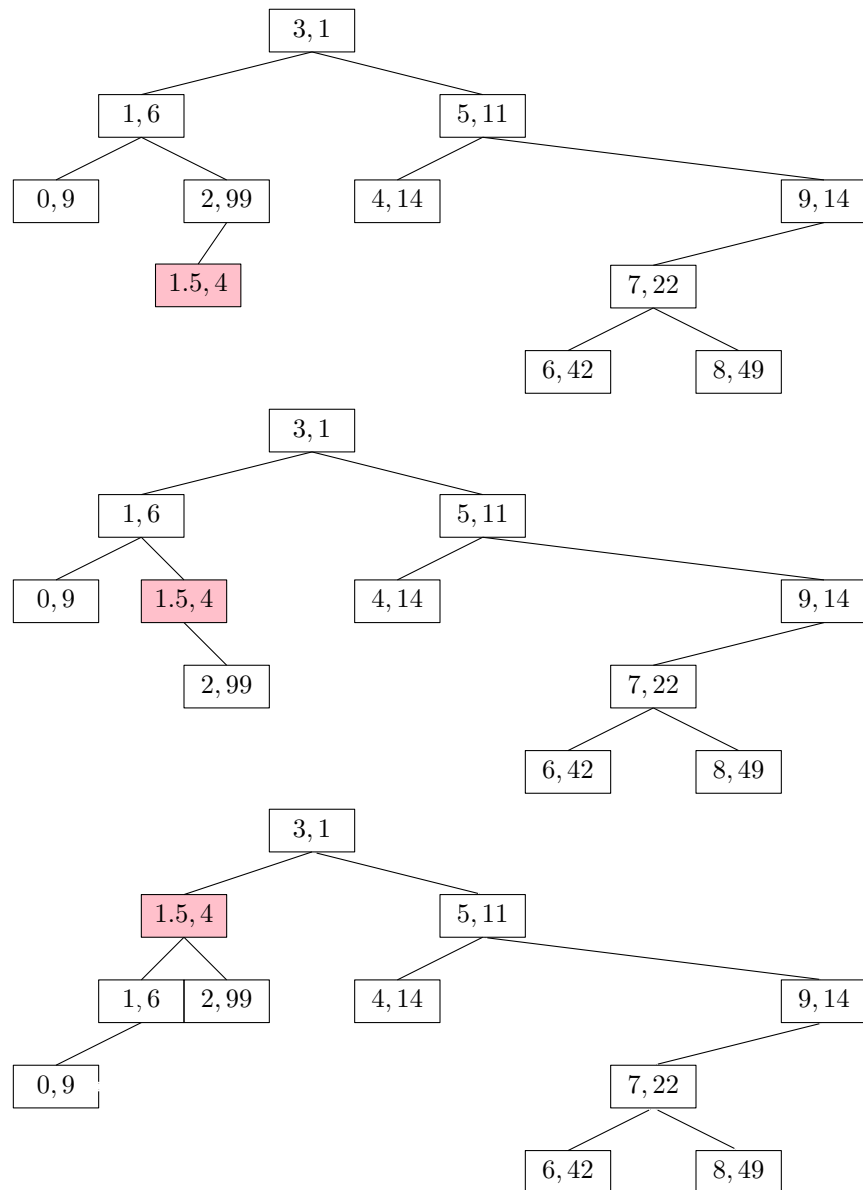 3, 1
1, 6 5, 11
0, 9 2, 99 4, 14 9, 14
1.5, 4 7, 22
6, 42 8, 49
3, 1
1, 6 5, 11
0, 9 1.5, 4 4, 14 9, 14
2, 99 7, 22
6, 42 8, 49
3, 1
1.5, 4 5, 11
1, 6 2, 99 4, 14 9, 14
0, 9 7, 22
6, 42 8, 49